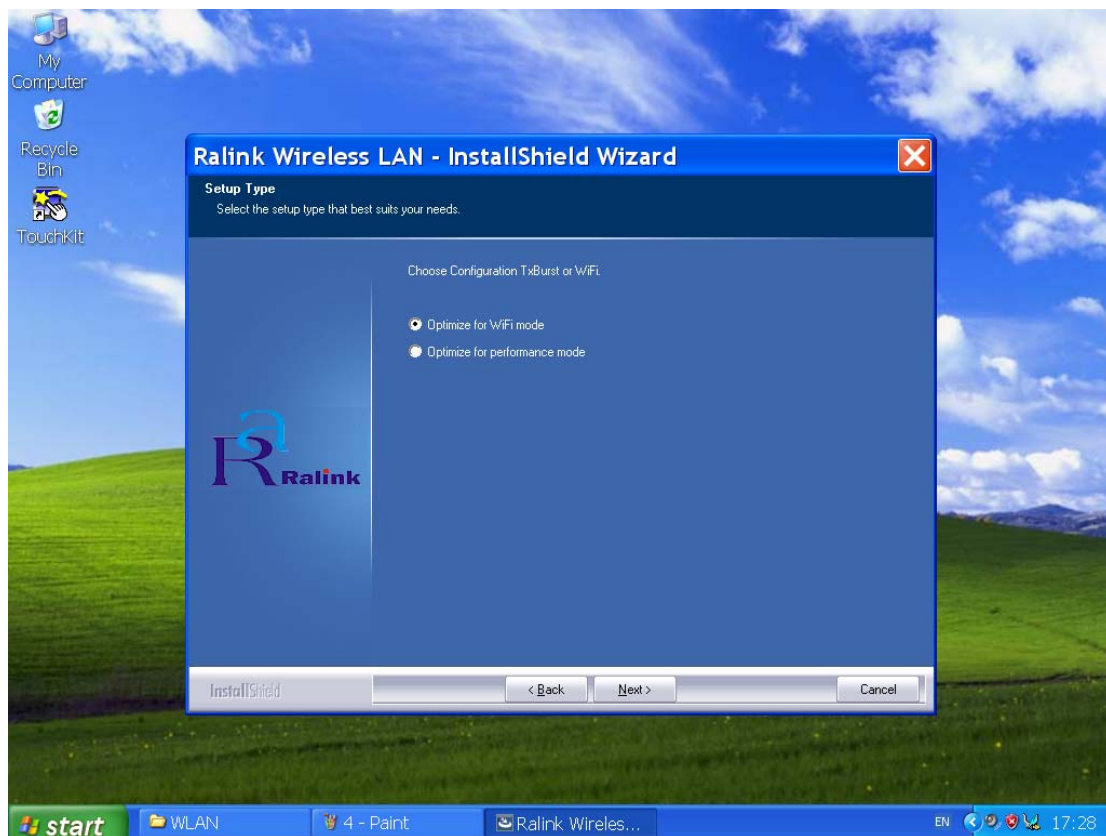 My
Computer
Recycle
Bin
TouchKit
Ralink Wireless LAN - InstallShield Wizard
Setup Type
Select the setup type that best suits your needs.
Choose Configuration TxBurst or WiFi.
Optimize for WiFi mode
Optimize for performance mode
Ra
Ralink
InstallShield
< Back
Next >
Cancel
start
WLAN
4 - Paint
Ralink Wireles...
EN
17:28